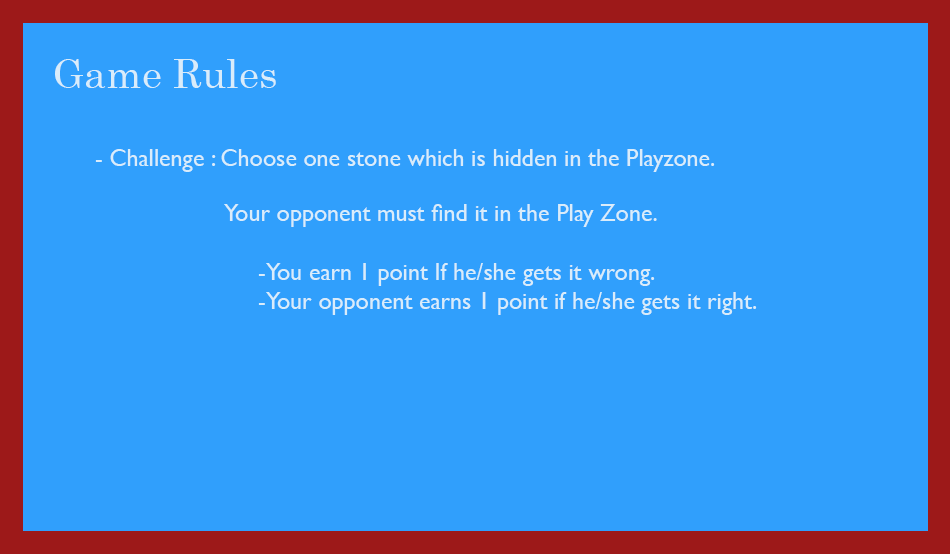 Game Rules
- Challenge : Choose one stone which is hidden in the Playzone.
Your opponent must find it in the Play Zone.
-You earn 1 point If he/she gets it wrong.
-Your opponent earns 1 point if he/she gets it right.